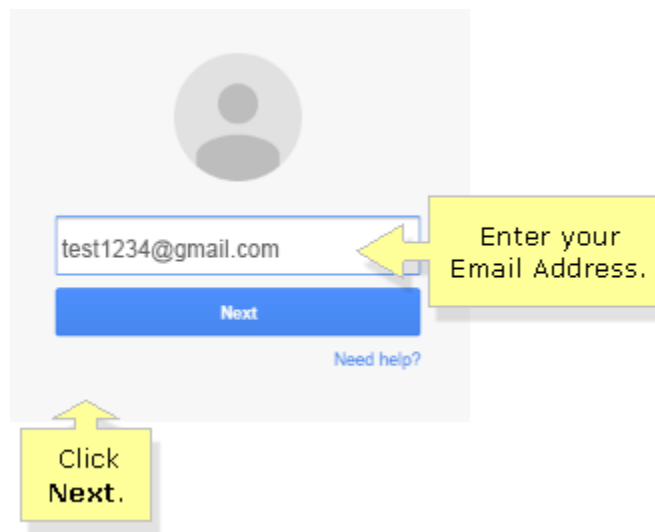 test1234@gmail.com
Enter your
Email Address.
Next
Need help?
Click
Next.